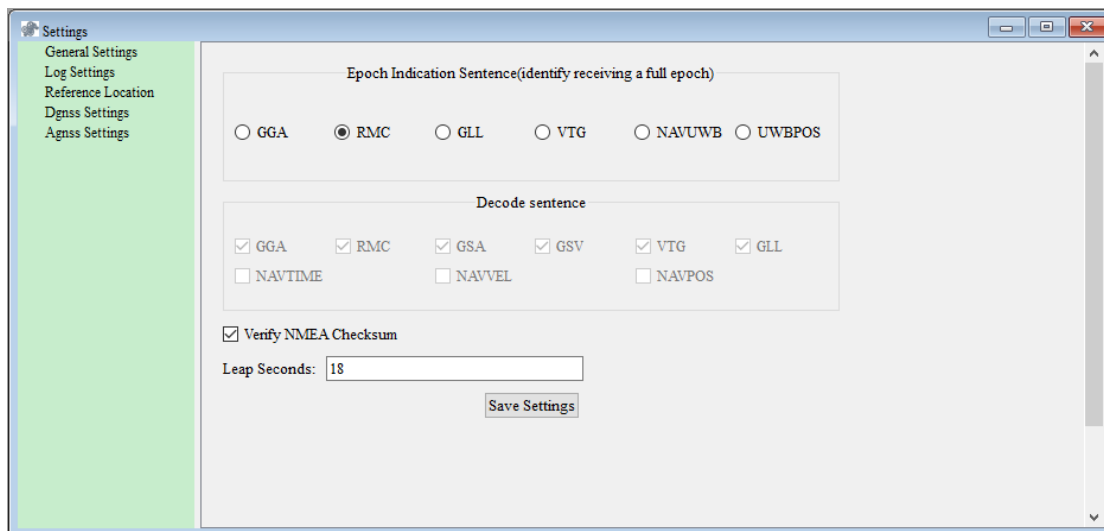 Settings
General Settings
Log Settings
Reference Location
Dgnss Settings
Agnss Settings
Epoch Indication Sentence(identify receiving a full epoch)
GGA RMC GLL VTG NAVUWB UWBPOS
Decode sentence
GGA RMC GSA GSV VTG GLL
NAVTIME NAVVEL NAVPOS
Verify NMEA Checksum
Leap Seconds: 18
Save Settings